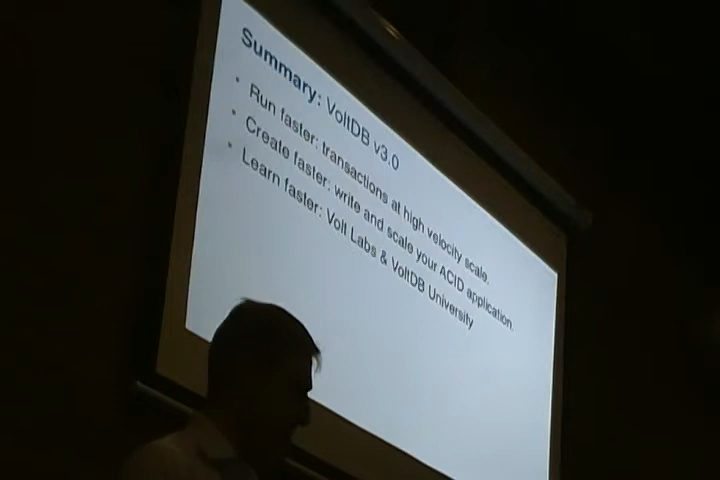 Summary: VoltDB v3.0
• Run faster: transactions at high velocity scale.
• Create faster: write and scale your ACID application.
• Learn faster: Volt Labs & VoltDB University